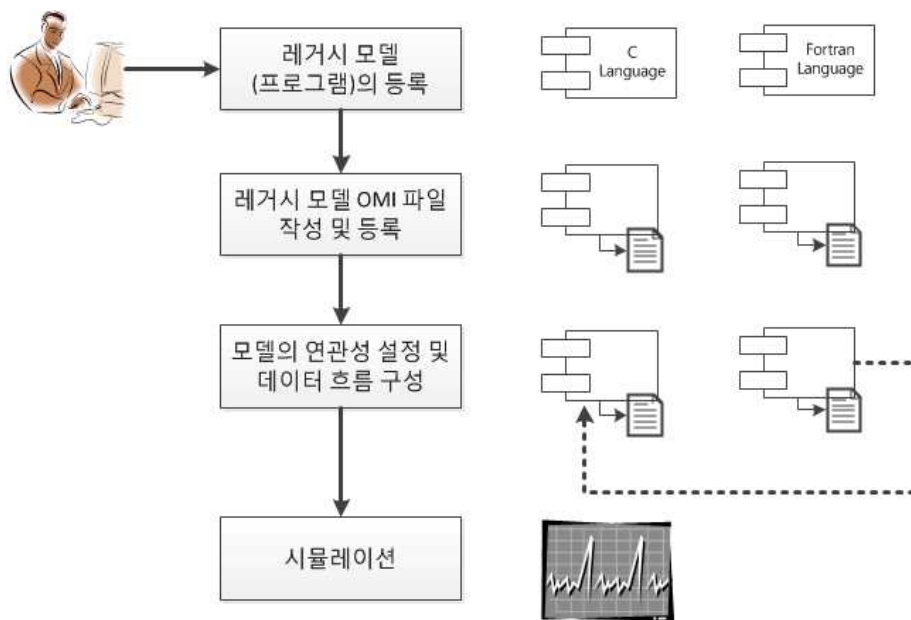 레거시 모델
(프로그램)의 등록
C
Language
Fortran
Language
레거시 모델 OMI 파일
작성 및 등록
모델의 연관성 설정 및
데이터 흐름 구성
시뮬레이션